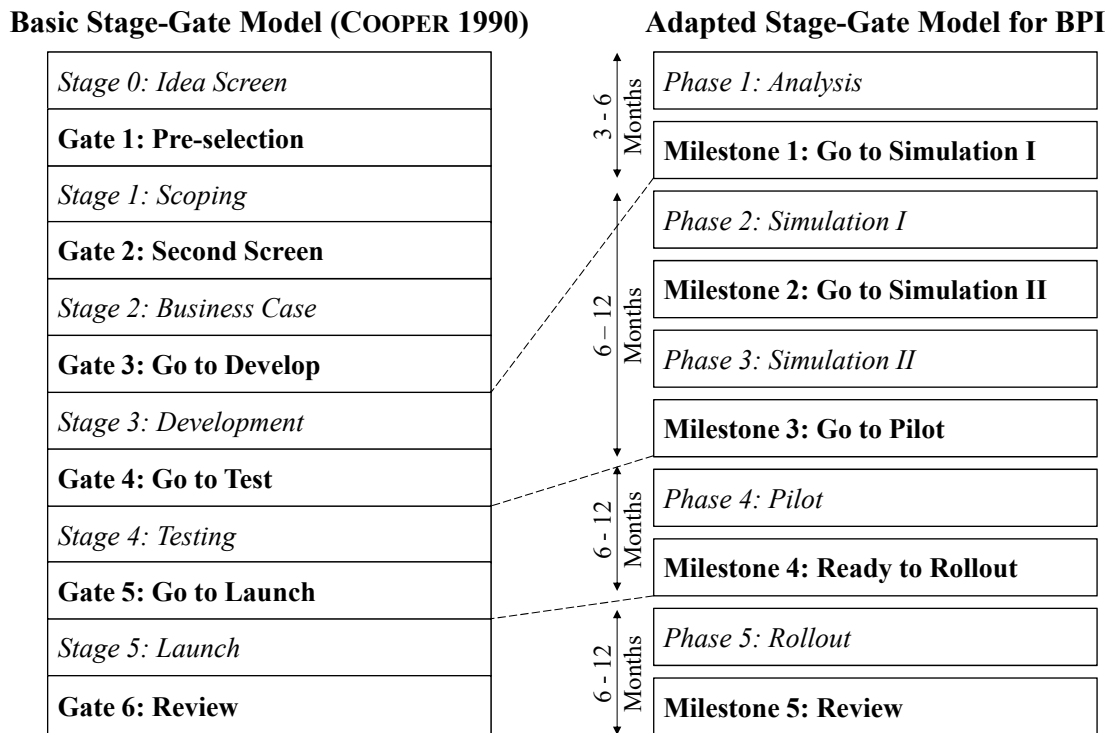 Basic Stage-Gate Model (COOPER 1990)
Stage 0: Idea Screen
Gate 1: Pre-selection
Stage 1: Scoping
Gate 2: Second Screen
Stage 2: Business Case
Gate 3: Go to Develop
Stage 3: Development
Gate 4: Go to Test
Stage 4: Testing
Gate 5: Go to Launch
Stage 5: Launch
Gate 6: Review
Adapted Stage-Gate Model for BPI
3 - 6
Months
Phase 1: Analysis
Milestone 1: Go to Simulation I
6 – 12
Months
Phase 2: Simulation I
Milestone 2: Go to Simulation II
Phase 3: Simulation II
Milestone 3: Go to Pilot
6 - 12
Months
Phase 4: Pilot
Milestone 4: Ready to Rollout
6 - 12
Months
Phase 5: Rollout
Milestone 5: Review